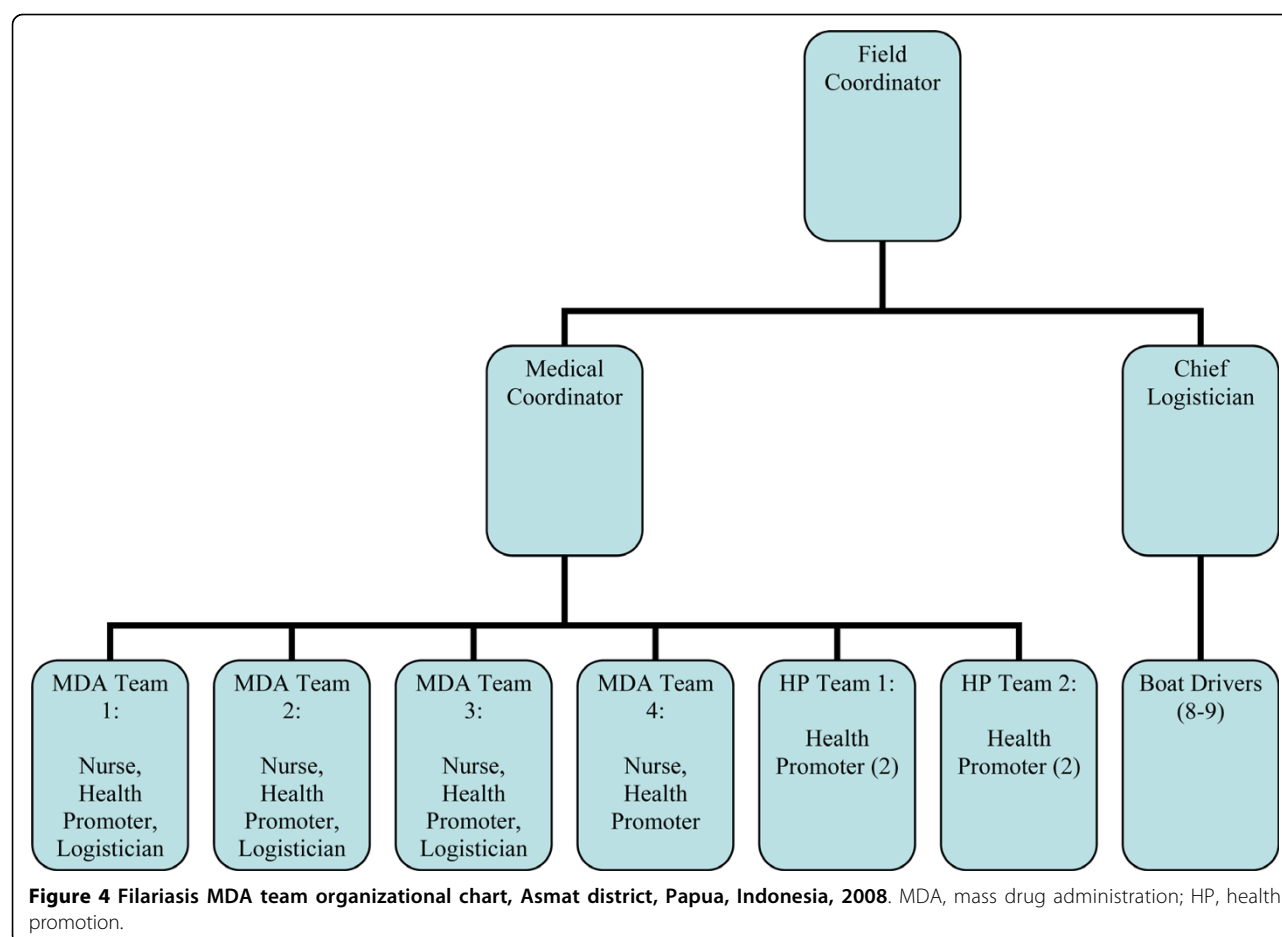 Field
Coordinator
Medical
Coordinator
Chief
Logistician
MDA Team
1:
Nurse,
Health
Promoter,
Logistician
MDA Team
2:
Nurse,
Health
Promoter,
Logistician
MDA Team
3:
Nurse,
Health
Promoter,
Logistician
MDA Team
4:
Nurse,
Health
Promoter
HP Team 1:
Health
Promoter (2)
HP Team 2:
Health
Promoter (2)
Boat Drivers
(8-9)
Figure 4 Filariasis MDA team organizational chart, Asmat district, Papua, Indonesia, 2008. MDA, mass drug administration; HP, health
promotion.